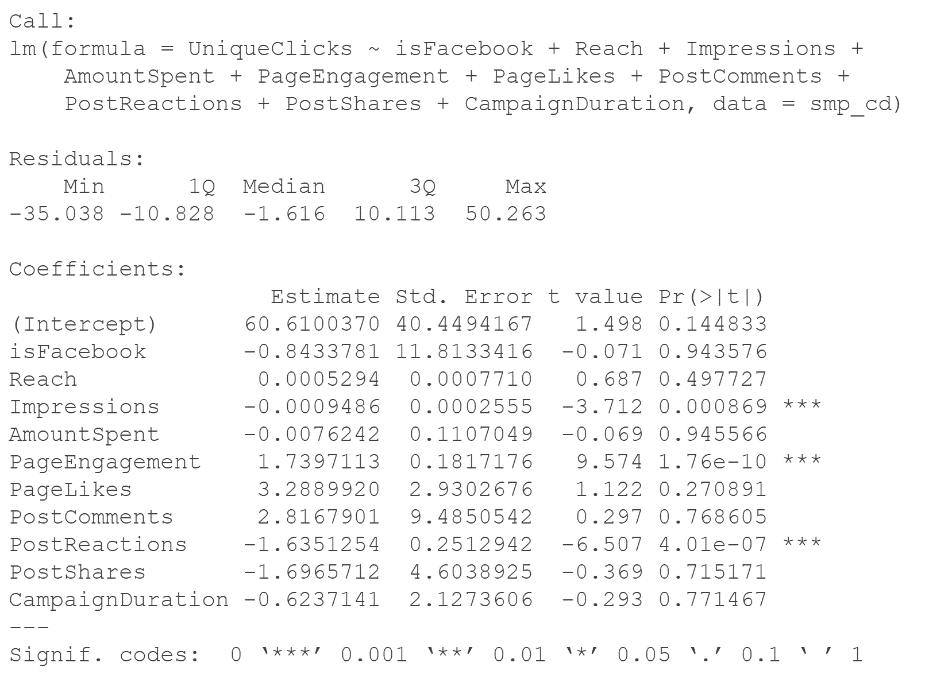 Call:
lm(formula = UniqueClicks ~ isFacebook + Reach + Impressions +
    AmountSpent + PageEngagement + PageLikes + PostComments +
    PostReactions + PostShares + CampaignDuration, data = smp_cd)

Residuals:
    Min      1Q  Median      3Q     Max
-35.038 -10.828  -1.616  10.113  50.263

Coefficients:
                   Estimate Std. Error t value Pr(>|t|)
(Intercept)      60.6100370 40.4494167   1.498 0.144833
isFacebook       -0.8433781 11.8133416  -0.071 0.943576
Reach             0.0005294  0.0007710   0.687 0.497727
Impressions      -0.0009486  0.0002555  -3.712 0.000869 ***
AmountSpent      -0.0076242  0.1107049  -0.069 0.945566
PageEngagement    1.7397113  0.1817176   9.574 1.76e-10 ***
PageLikes         3.2889920  2.9302676   1.122 0.270891
PostComments      2.8167901  9.4850542   0.297 0.768605
PostReactions    -1.6351254  0.2512942  -6.507 4.01e-07 ***
PostShares       -1.6965712  4.6038925  -0.369 0.715171
CampaignDuration -0.6237141  2.1273606  -0.293 0.771467
---
Signif. codes:  0 ‘***’ 0.001 ‘**’ 0.01 ‘*’ 0.05 ‘.’ 0.1 ‘ ’ 1